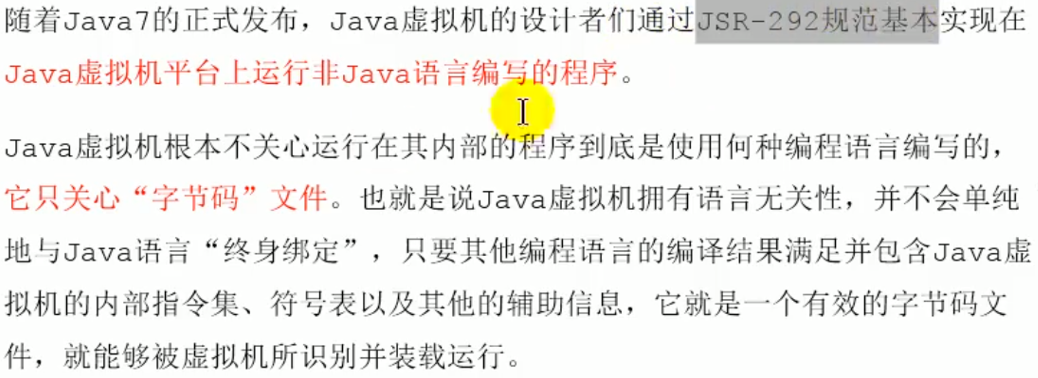 随着Java7的正式发布，Java虚拟机的设计者们通过JSR-292规范基本实现在
Java虚拟机平台上运行非Java语言编写的程序。
Java虚拟机根本不关心运行在其内部的程序到底是使用何种编程语言编写的，
它只关心“字节码”文件。也就是说Java虚拟机拥有语言无关性，并不会单纯
地与Java语言“终身绑定”，只要其他编程语言的编译结果满足并包含Java虚
拟机的内部指令集、符号表以及其他的辅助信息，它就是一个有效的字节码文
件，就能够被虚拟机所识别并装载运行。